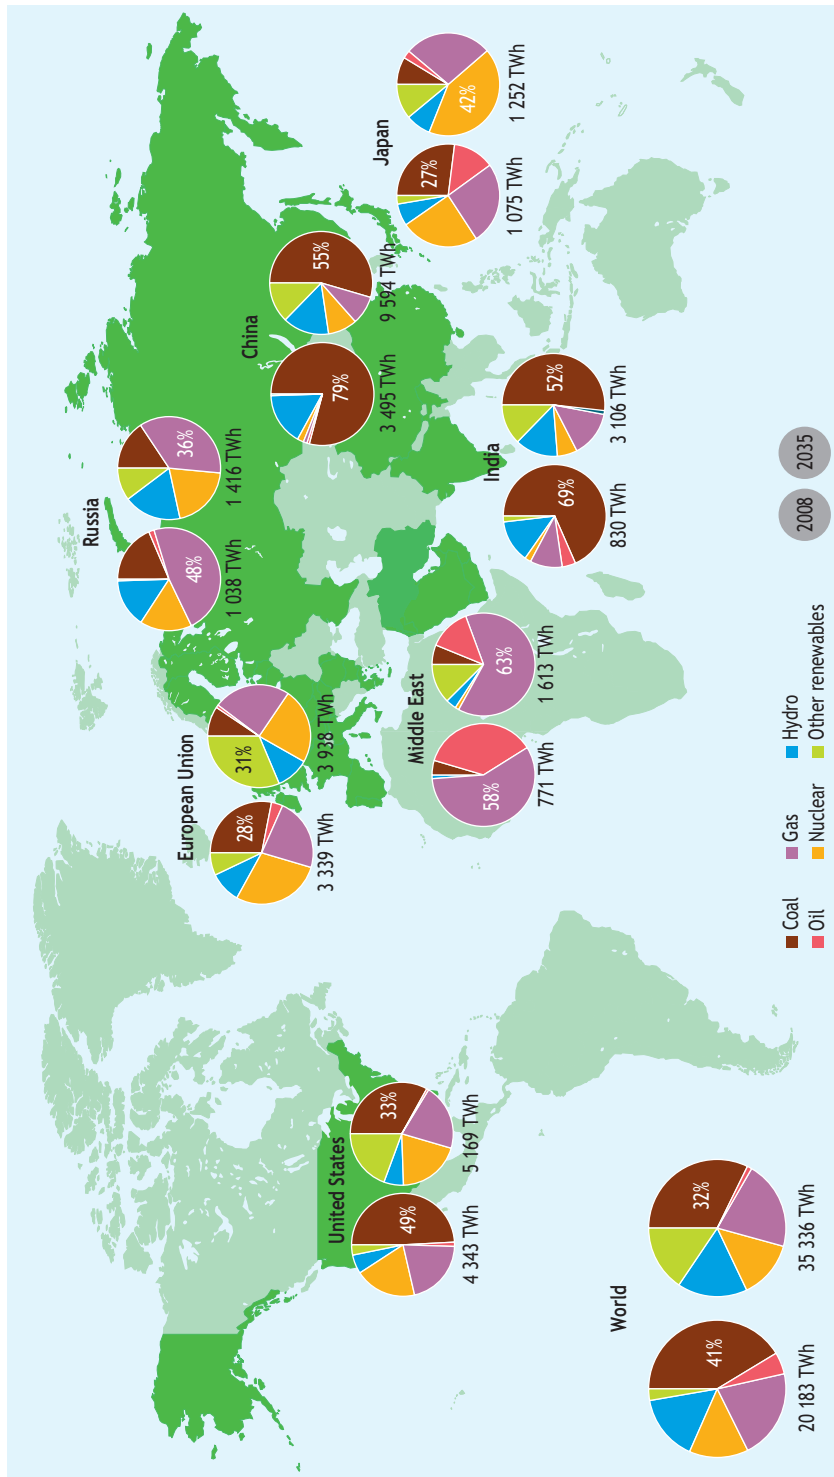 European Union
28%
3 339 TWh
31%
3 938 TWh
Russia
48%
1 038 TWh
36%
1 416 TWh
China
79%
3 495 TWh
55%
9 594 TWh
Japan
27%
1 075 TWh
42%
1 252 TWh
United States
49%
4 343 TWh
33%
5 169 TWh
Middle East
58%
771 TWh
63%
1 613 TWh
India
69%
830 TWh
52%
3 106 TWh
World
41%
20 183 TWh
32%
35 336 TWh
Coal
Gas
Hydro
Oil
Nuclear
Other renewables
2008
2035